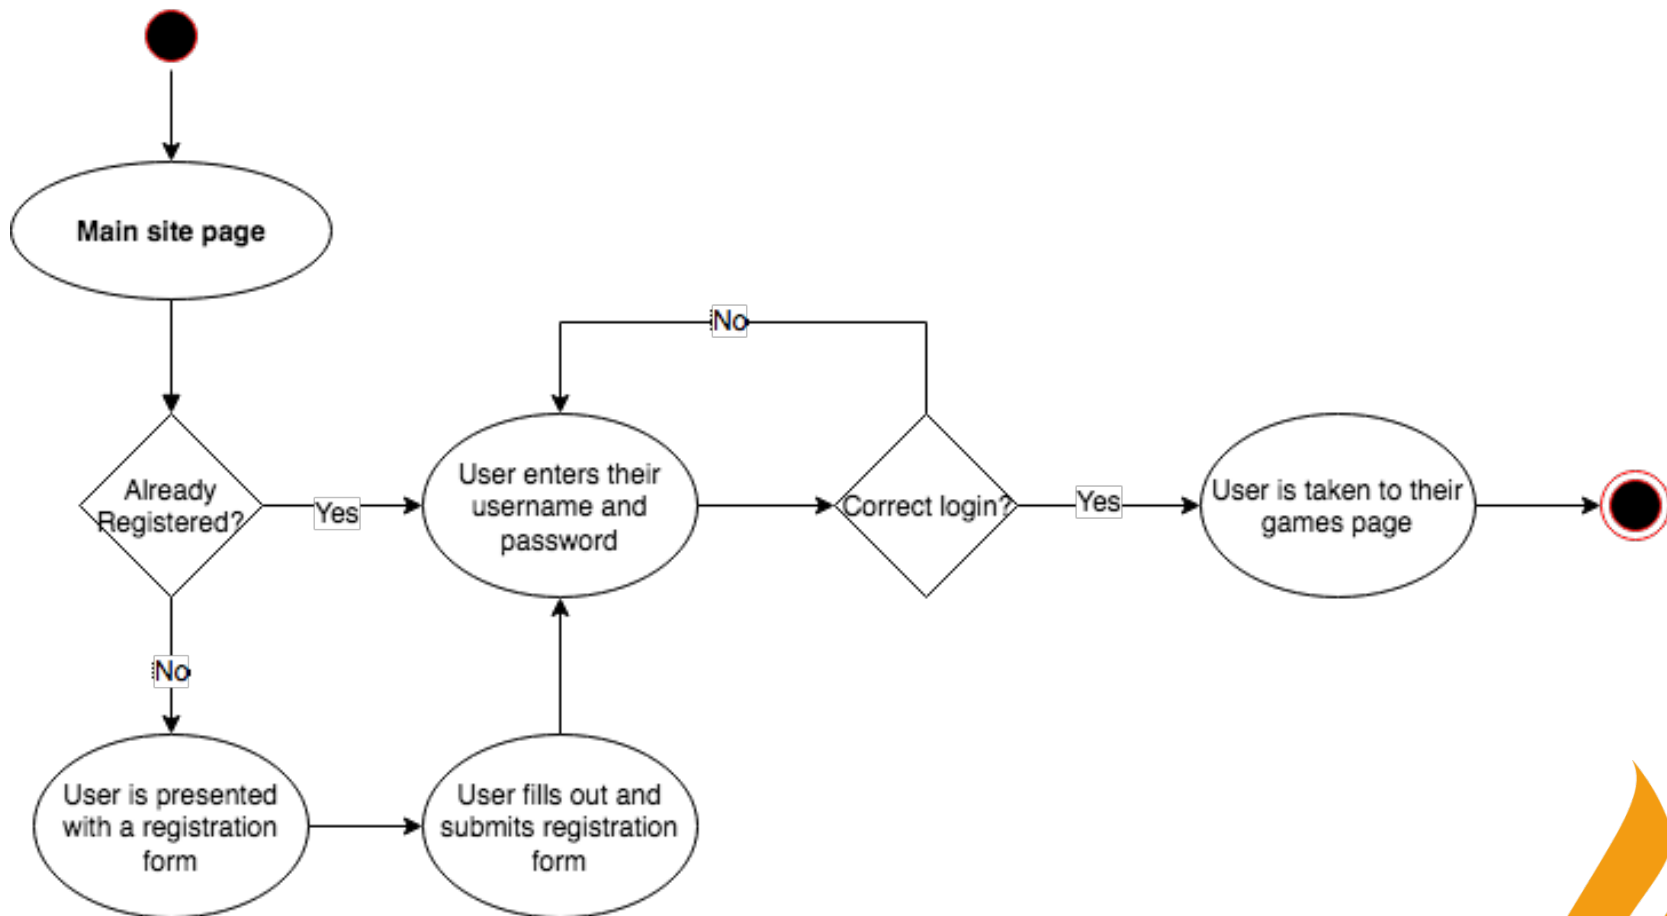 Main site page
No
Already
Registered?
Yes
User enters their
username and
password
Correct login?
Yes
User is taken to their
games page
No
User is presented
with a registration
form
User fills out and
submits registration
form